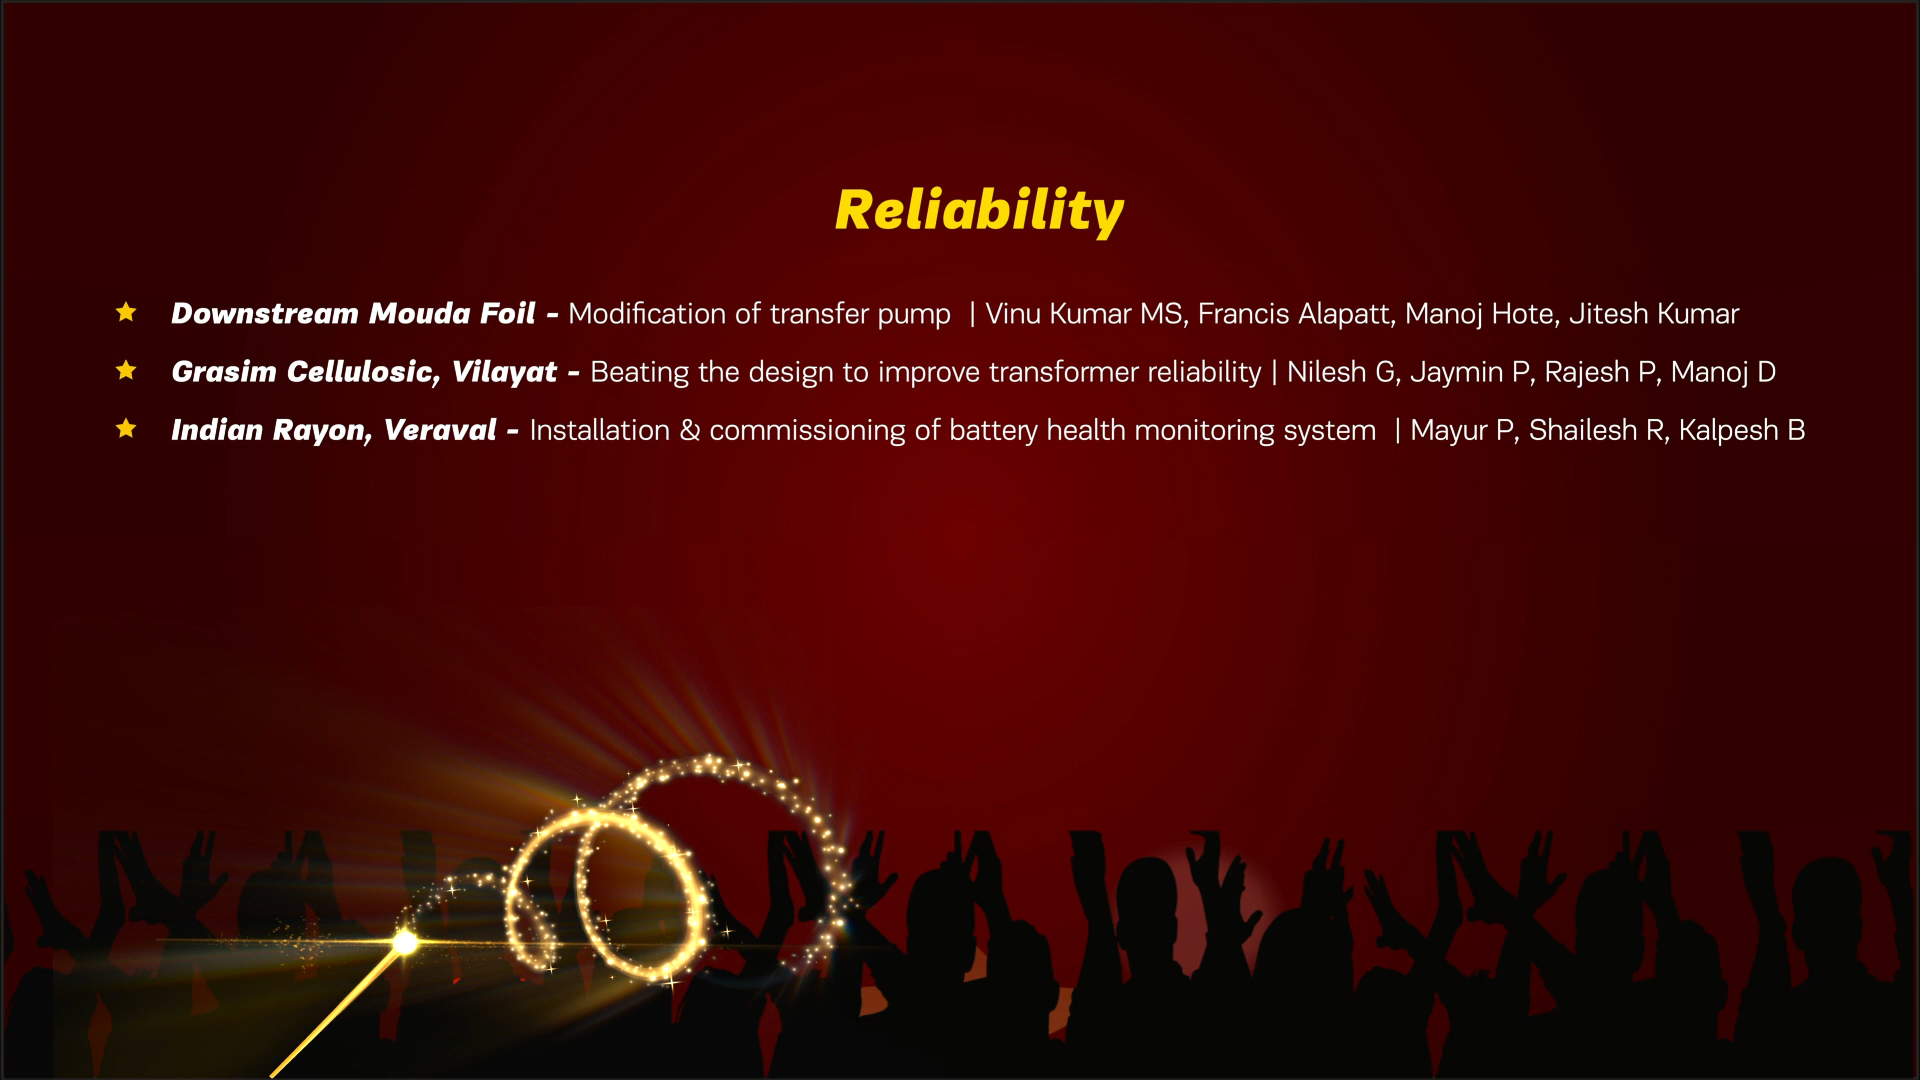 Reliability
Downstream Mouda Foil - Modification of transfer pump | Vinu Kumar MS, Francis Alapatt, Manoj Hote, Jitesh Kumar
Grasim Cellulosic, Vilayat - Beating the design to improve transformer reliability | Nilesh G, Jaymin P, Rajesh P, Manoj D
Indian Rayon, Veraval - Installation & commissioning of battery health monitoring system | Mayur P, Shailesh R, Kalpesh B